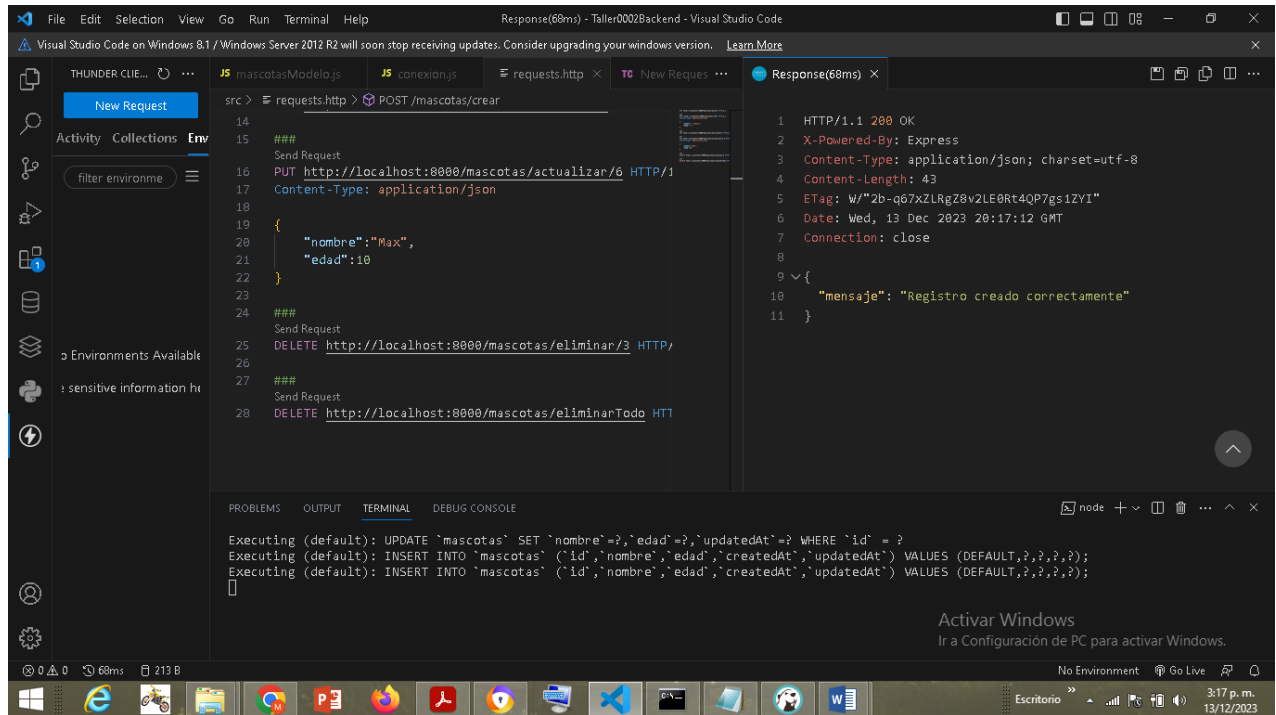 File Edit Selection View Go Run Terminal Help Response(68ms) - Taller0002Backend - Visual Studio Code
Visual Studio Code on Windows 8.1 / Windows Server 2012 R2 will soon stop receiving updates. Consider upgrading your windows version. Learn More
THUNDER CLIE...
New Request
Activity Collections Env
filter environme
o Environments Available
e sensitive information he
JS mascotasModelo.js JS conexion.js requests.http TC New Reques
src > requests.http > POST /mascotas/crear
14
15 ###
Send Request
16 PUT http://localhost:8000/mascotas/actualizar/6 HTTP/1
17 Content-Type: application/json
18
19 {
20 "nombre":"Max",
21 "edad":10
22 }
23
24 ###
Send Request
25 DELETE http://localhost:8000/mascotas/eliminar/3 HTTP/
26
27 ###
Send Request
28 DELETE http://localhost:8000/mascotas/eliminarTodo HTT
Response(68ms)
1 HTTP/1.1 200 OK
2 X-Powered-By: Express
3 Content-Type: application/json; charset=utf-8
4 Content-Length: 43
5 ETag: W/"2b-q67xZLRgZ8v2LE0Rt4QP7gs1ZYI"
6 Date: Wed, 13 Dec 2023 20:17:12 GMT
7 Connection: close
8
9 {
10 "mensaje": "Registro creado correctamente"
11 }
PROBLEMS OUTPUT TERMINAL DEBUG CONSOLE
node
Executing (default): UPDATE `mascotas` SET `nombre`=?,`edad`=?,`updatedAt`=? WHERE `id` = ?
Executing (default): INSERT INTO `mascotas` (`id`,`nombre`,`edad`,`createdAt`,`updatedAt`) VALUES (DEFAULT,?,?,?,?);
Executing (default): INSERT INTO `mascotas` (`id`,`nombre`,`edad`,`createdAt`,`updatedAt`) VALUES (DEFAULT,?,?,?,?);
Activar Windows
Ir a Configuración de PC para activar Windows.
0 0 68ms 213 B
No Environment Go Live
Escritorio
3:17 p. m.
13/12/2023